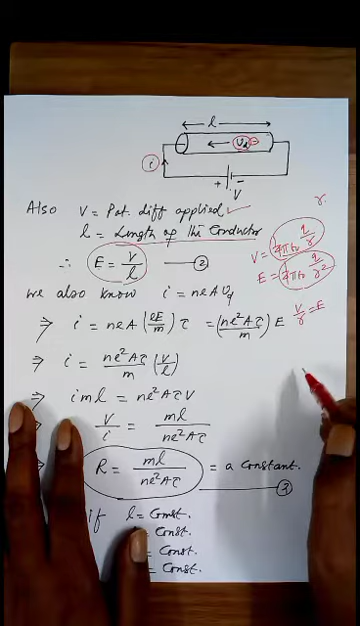 l
Vd
i
+ -
V
Also V = Pot. diff applied
l = Length of the Conductor
r.
∴ E = V/l —②
V = 1/4πε₀ q/r
E = 1/4πε₀ q/r²
V/r = E
We also know i = neAVd
⇒ i = neA (eE/m) τ = (ne²Aτ/m) E
⇒ i = ne²Aτ/m (V/l)
⇒ iml = ne²AτV
V/i = ml/ne²Aτ
R = ml/ne²Aτ = a Constant. —③
if l = Const.
= Const.
= Const.
= Const.